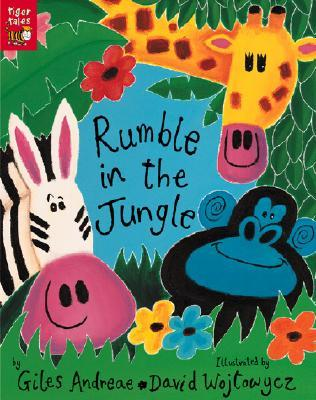 tiger
tales
Rumble
in the
Jungle
by
Giles Andreae
Illustrated by
David Wojtowycz